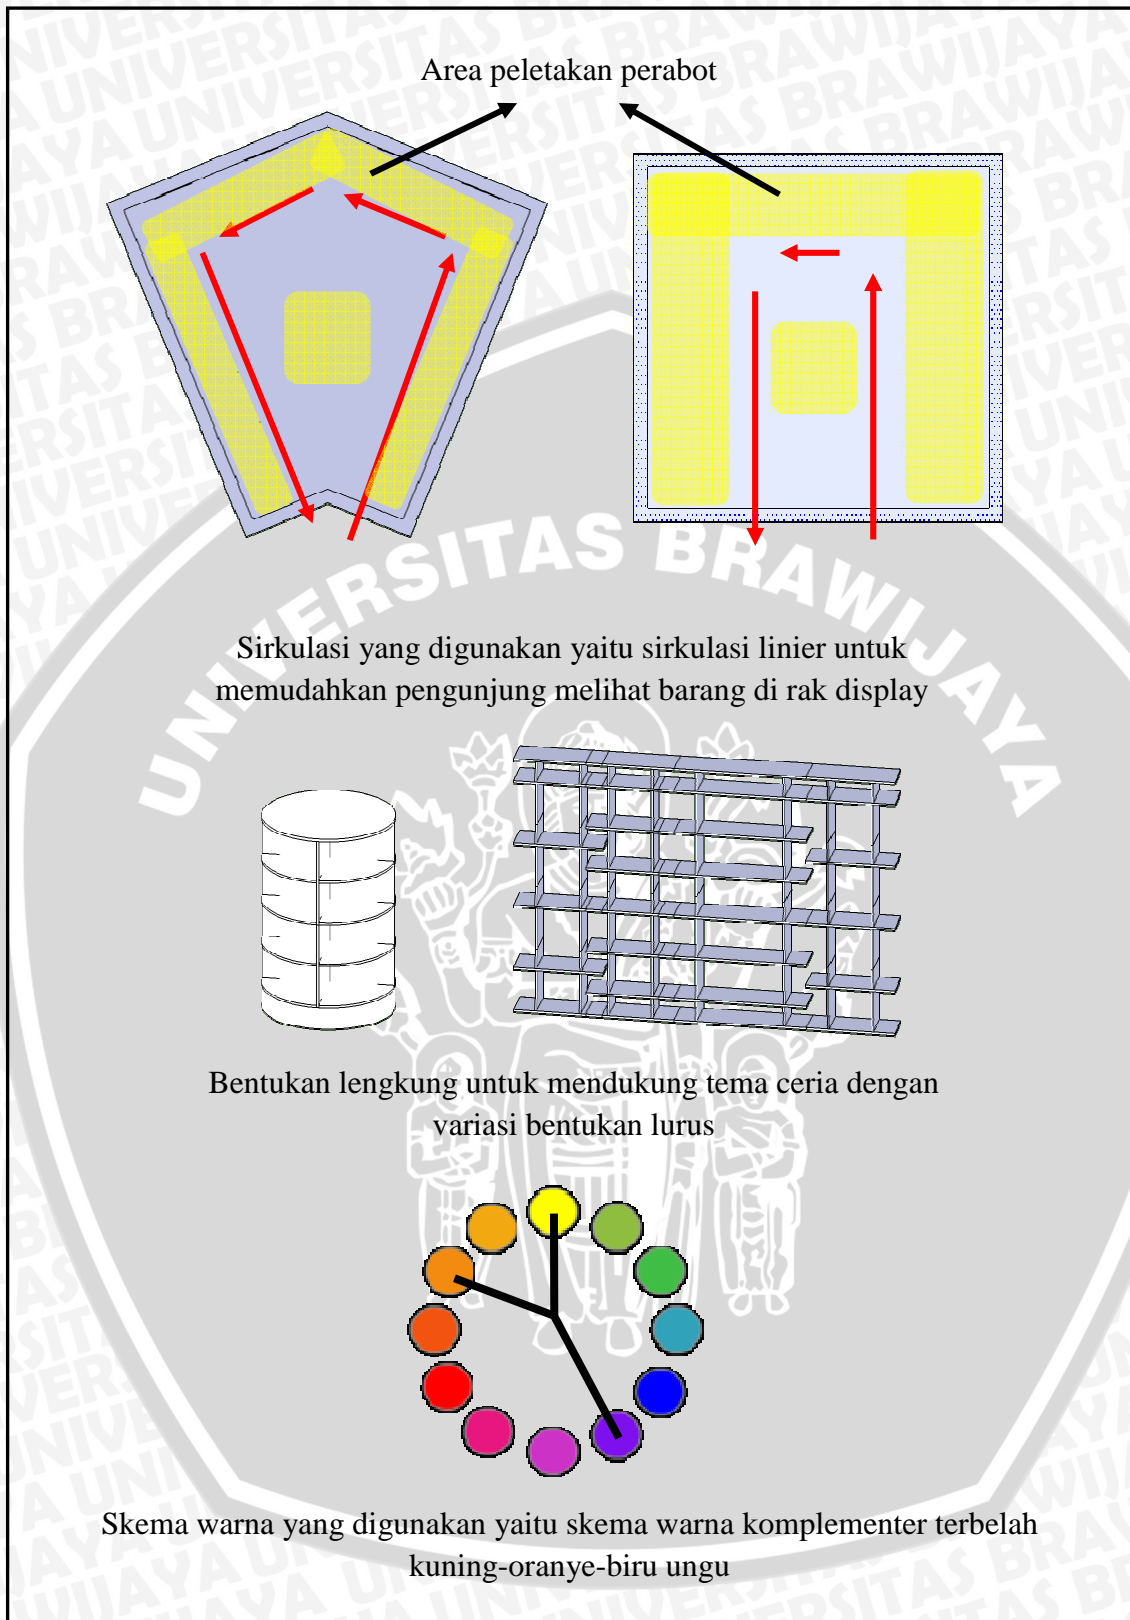 Area peletakan perabot
Sirkulasi yang digunakan yaitu sirkulasi linier untuk
memudahkan pengunjung melihat barang di rak display
UNIVERSITAS BRAWIJAYA
Bentukan lengkung untuk mendukung tema ceria dengan
variasi bentukan lurus
Skema warna yang digunakan yaitu skema warna komplementer terbelah
kuning-oranye-biru ungu